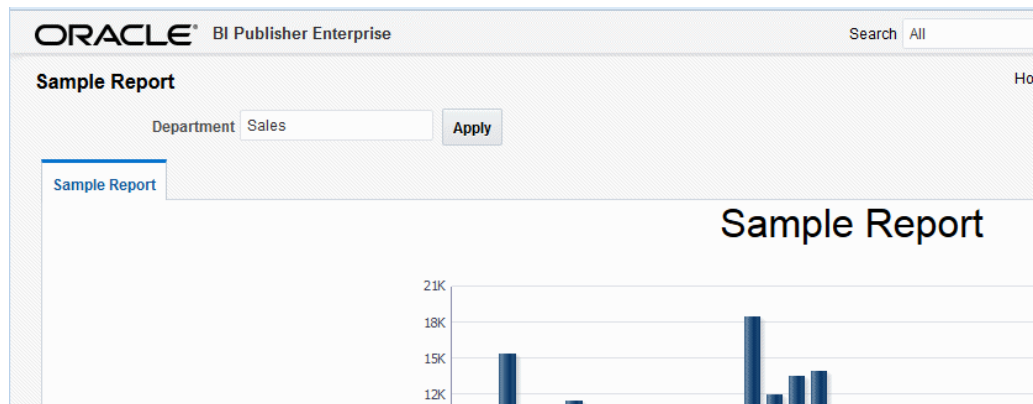 ORACLE® BI Publisher Enterprise Search All
Sample Report
Department Sales Apply
Sample Report
Sample Report
21K
18K
15K
12K